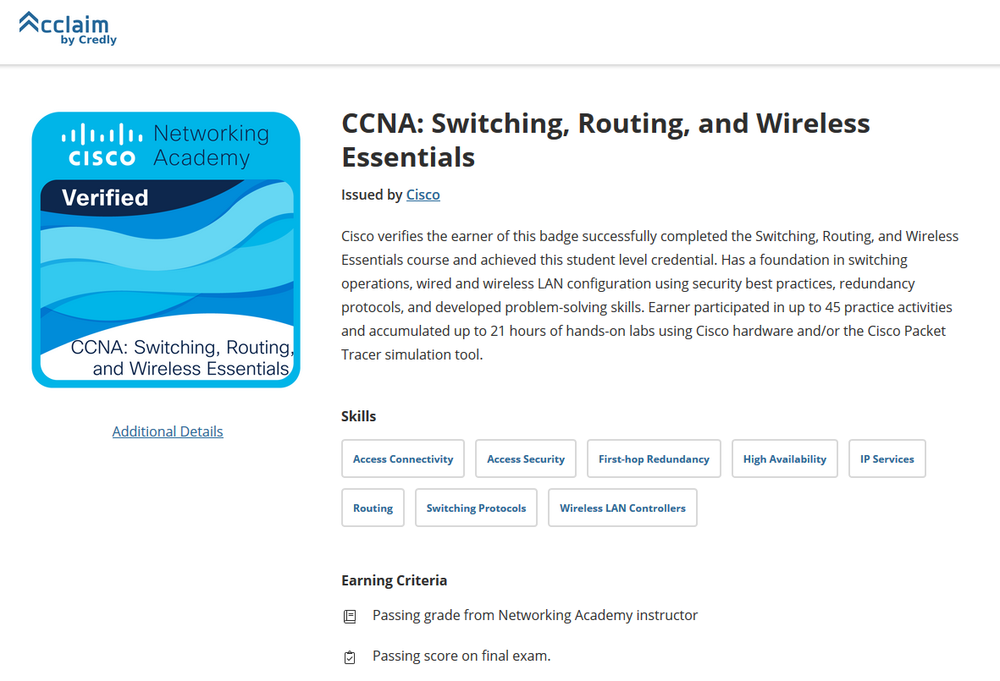 Acclaim
by Credly
CISCO
Networking
Academy
Verified
CCNA: Switching, Routing,
and Wireless Essentials
Additional Details
CCNA: Switching, Routing, and Wireless
Essentials
Issued by Cisco
Cisco verifies the earner of this badge successfully completed the Switching, Routing, and Wireless
Essentials course and achieved this student level credential. Has a foundation in switching
operations, wired and wireless LAN configuration using security best practices, redundancy
protocols, and developed problem-solving skills. Earner participated in up to 45 practice activities
and accumulated up to 21 hours of hands-on labs using Cisco hardware and/or the Cisco Packet
Tracer simulation tool.
Skills
Access Connectivity
Access Security
First-hop Redundancy
High Availability
IP Services
Routing
Switching Protocols
Wireless LAN Controllers
Earning Criteria
Passing grade from Networking Academy instructor
Passing score on final exam.